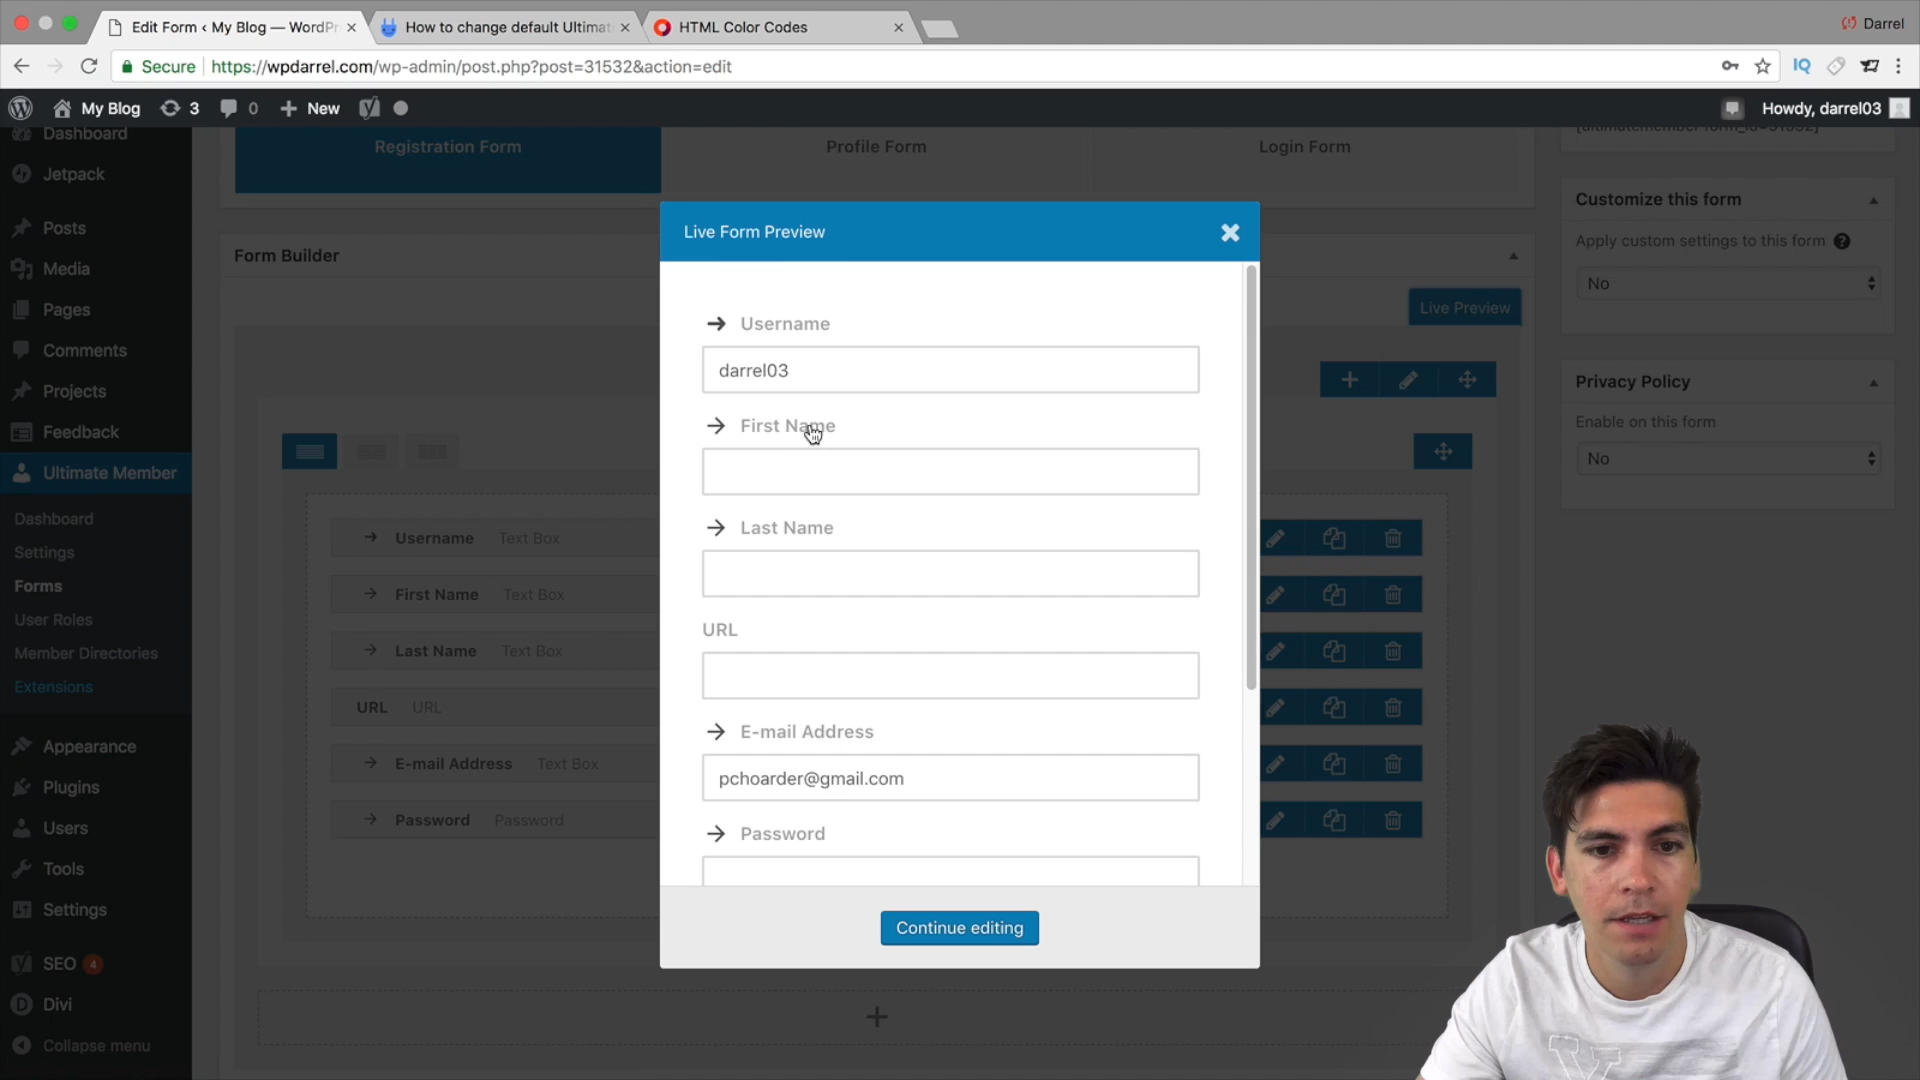 Edit Form ‹ My Blog — WordPr
How to change default Ultimat
HTML Color Codes
Darrel
Secure
https://wpdarrel.com/wp-admin/post.php?post=31532&action=edit
IQ
My Blog
3
0
New
Howdy, darrel03
Dashboard
Jetpack
Posts
Media
Pages
Comments
Projects
Feedback
Ultimate Member
Dashboard
Settings
Forms
User Roles
Member Directories
Extensions
Appearance
Plugins
Users
Tools
Settings
SEO 4
Divi
Collapse menu
Registration Form
Profile Form
Login Form
Form Builder
Live Preview
Username Text Box
First Name Text Box
Last Name Text Box
URL URL
E-mail Address Text Box
Password Password
Live Form Preview
Username
darrel03
First Name
Last Name
URL
E-mail Address
pchoarder@gmail.com
Password
Continue editing
Customize this form
Apply custom settings to this form
No
Privacy Policy
Enable on this form
No